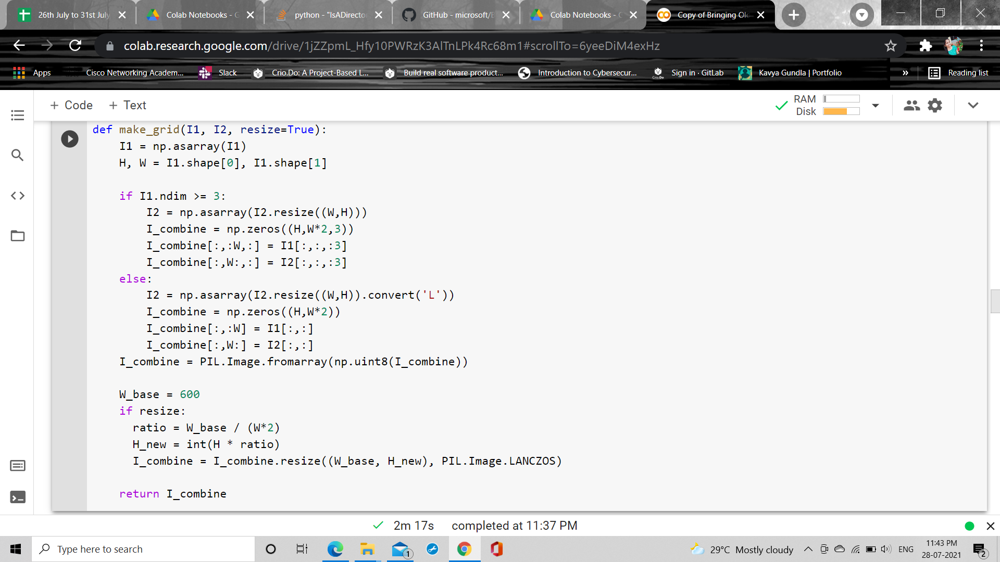 26th July to 31st July
Colab Notebooks - G
python - "IsADirecto
GitHub - microsoft/B
Colab Notebooks -
Copy of Bringing Ol
colab.research.google.com/drive/1jZZpmL_Hfy10PWRzK3AlTnLPk4Rc68m1#scrollTo=6yeeDiM4exHz
Apps
Cisco Networking Academ...
Slack
Crio.Do: A Project-Based L...
Build real software product...
Introduction to Cybersecur...
Crio.Do
Sign in · GitLab
Kavya Gundla | Portfolio
»
Reading list
+ Code + Text
RAM
Disk
def make_grid(I1, I2, resize=True):
I1 = np.asarray(I1)
H, W = I1.shape[0], I1.shape[1]
if I1.ndim >= 3:
I2 = np.asarray(I2.resize((W,H)))
I_combine = np.zeros((H,W*2,3))
I_combine[:,:W,:] = I1[:,:,:3]
I_combine[:,W:,:] = I2[:,:,:3]
else:
I2 = np.asarray(I2.resize((W,H)).convert('L'))
I_combine = np.zeros((H,W*2))
I_combine[:,:W] = I1[:,:]
I_combine[:,W:] = I2[:,:]
I_combine = PIL.Image.fromarray(np.uint8(I_combine))
W_base = 600
if resize:
ratio = W_base / (W*2)
H_new = int(H * ratio)
I_combine = I_combine.resize((W_base, H_new), PIL.Image.LANCZOS)
return I_combine
2m 17s completed at 11:37 PM
Type here to search
1
29°C Mostly cloudy
ENG
11:43 PM
28-07-2021
2